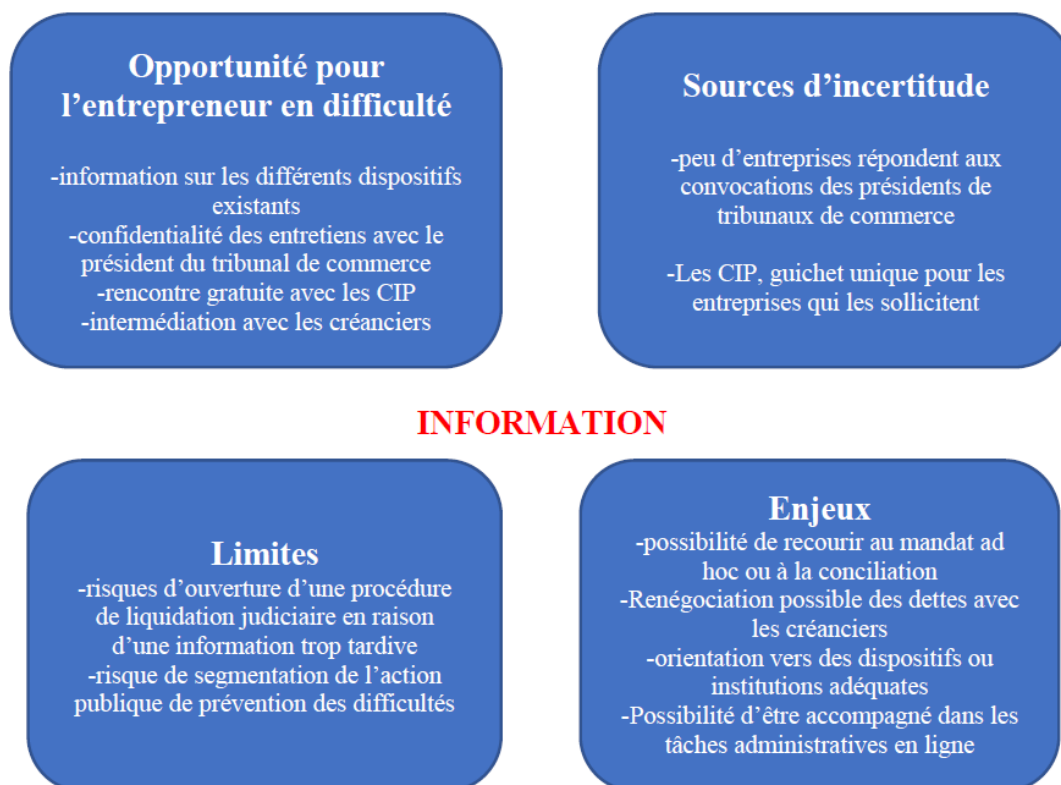 Opportunité pour
l'entrepreneur en difficulté
-information sur les différents dispositifs
existants
-confidentialité des entretiens avec le
président du tribunal de commerce
-rencontre gratuite avec les CIP
-intermédiation avec les créanciers
Sources d'incertitude
-peu d'entreprises répondent aux
convocations des présidents de
tribunaux de commerce
-Les CIP, guichet unique pour les
entreprises qui les sollicitent
INFORMATION
Limites
-risques d'ouverture d'une procédure
de liquidation judiciaire en raison
d'une information trop tardive
-risque de segmentation de l'action
publique de prévention des difficultés
Enjeux
-possibilité de recourir au mandat ad
hoc ou à la conciliation
-Renégociation possible des dettes avec
les créanciers
-orientation vers des dispositifs ou
institutions adéquates
-Possibilité d'être accompagné dans les
tâches administratives en ligne